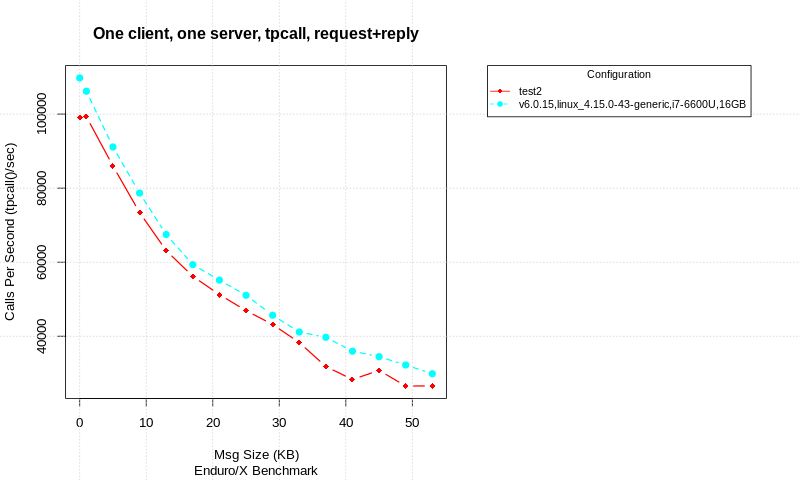 One client, one server, tpcall, request+reply
Configuration
test2
v6.0.15,linux_4.15.0-43-generic,i7-6600U,16GB
Calls Per Second (tpcall()/sec)
100000
80000
60000
40000
0 10 20 30 40 50
Msg Size (KB)
Enduro/X Benchmark